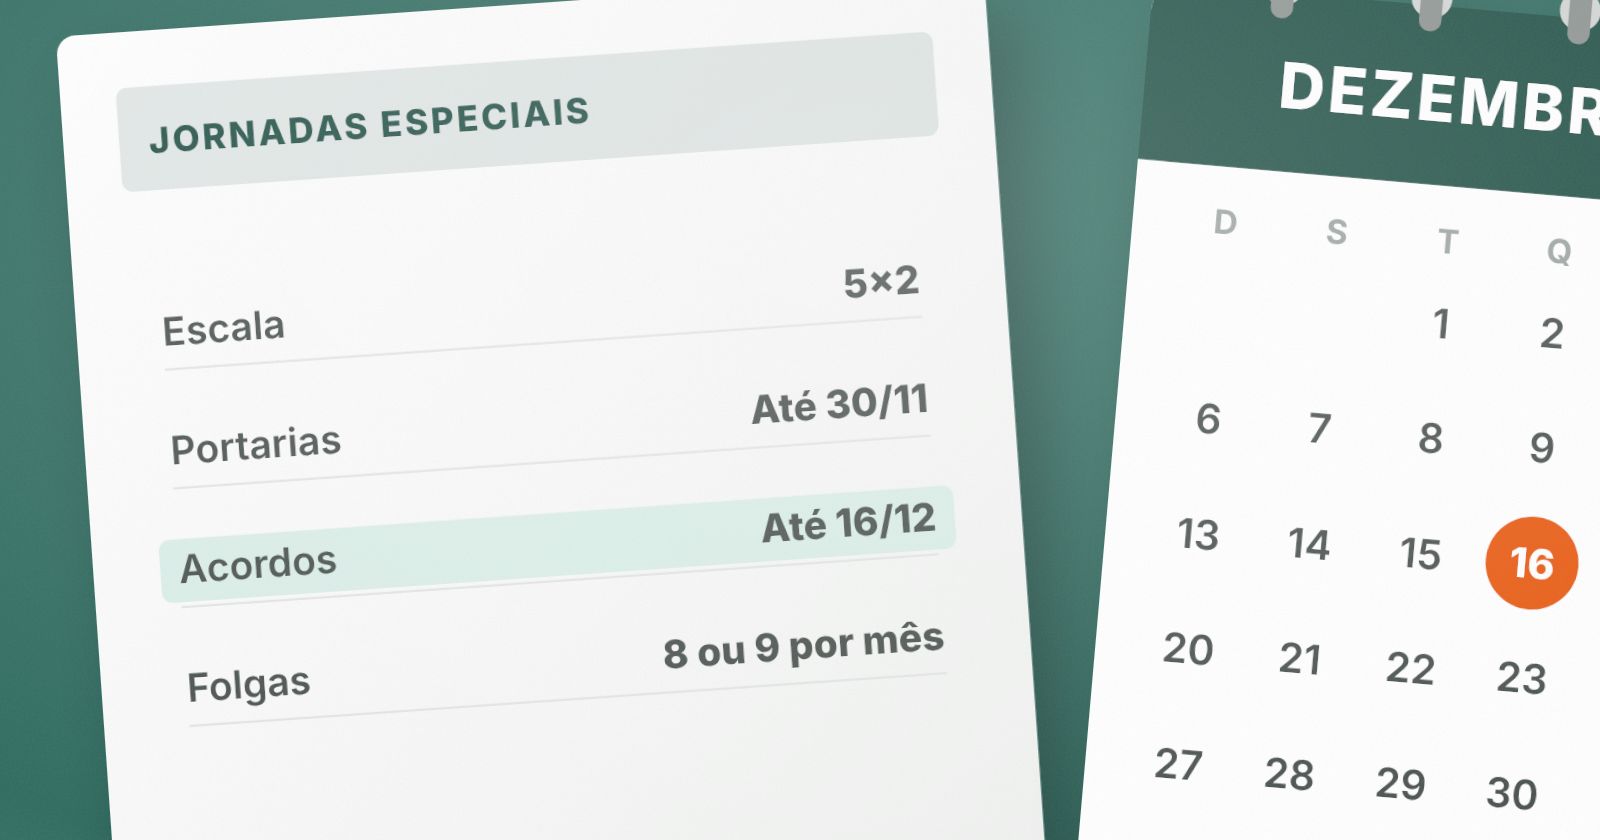 JORNADAS ESPECIAIS
Escala 5×2
Portarias Até 30/11
Acordos Até 16/12
Folgas 8 ou 9 por mês
DEZEMBR
D S T Q
1 2
6 7 8 9
13 14 15 16
20 21 22 23
27 28 29 30